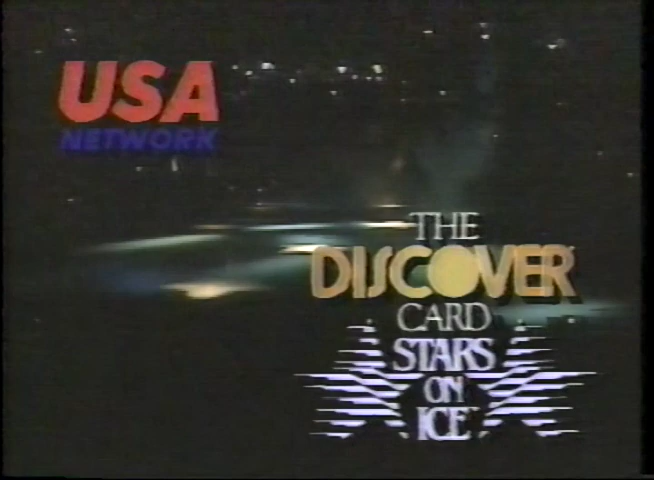 USA
NETWORK
THE
DISCOVER
CARD
STARS
ON
ICE